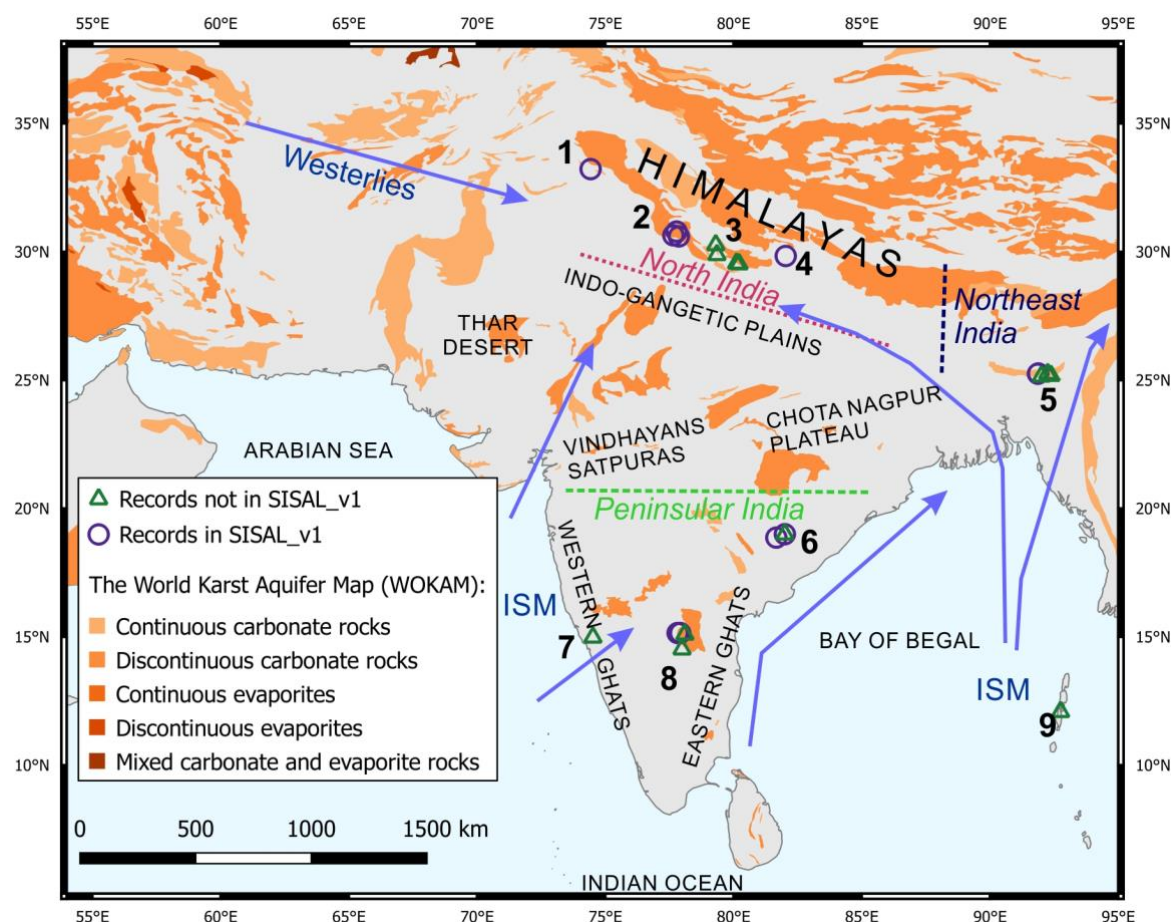 55°E 60°E 65°E 70°E 75°E 80°E 85°E 90°E 95°E
35°N 35°N
1
Westerlies
HIMALAYAS
2
3
4
30°N 30°N
North India
INDO-GANGETIC PLAINS
Northeast
India
THAR
DESERT
25°N 25°N
5
CHOTA NAGPUR
PLATEAU
VINDHAYANS
SATPURAS
ARABIAN SEA
20°N 20°N
Peninsular India
6
Records not in SISAL_v1
Records in SISAL_v1
The World Karst Aquifer Map (WOKAM):
Continuous carbonate rocks
Discontinuous carbonate rocks
Continuous evaporites
Discontinuous evaporites
Mixed carbonate and evaporite rocks
WESTERN GHATS
ISM
15°N 15°N
7
8
EASTERN GHATS
BAY OF BEGAL
ISM
9
10°N 10°N
0 500 1000 1500 km
INDIAN OCEAN
55°E 60°E 65°E 70°E 75°E 80°E 85°E 90°E 95°E